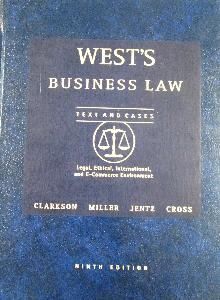 WEST'S
BUSINESS LAW
TEXT AND CASES
Legal, Ethical, International,
and E-Commerce Environment
CLARKSON MILLER JENTZ CROSS
NINTH EDITION